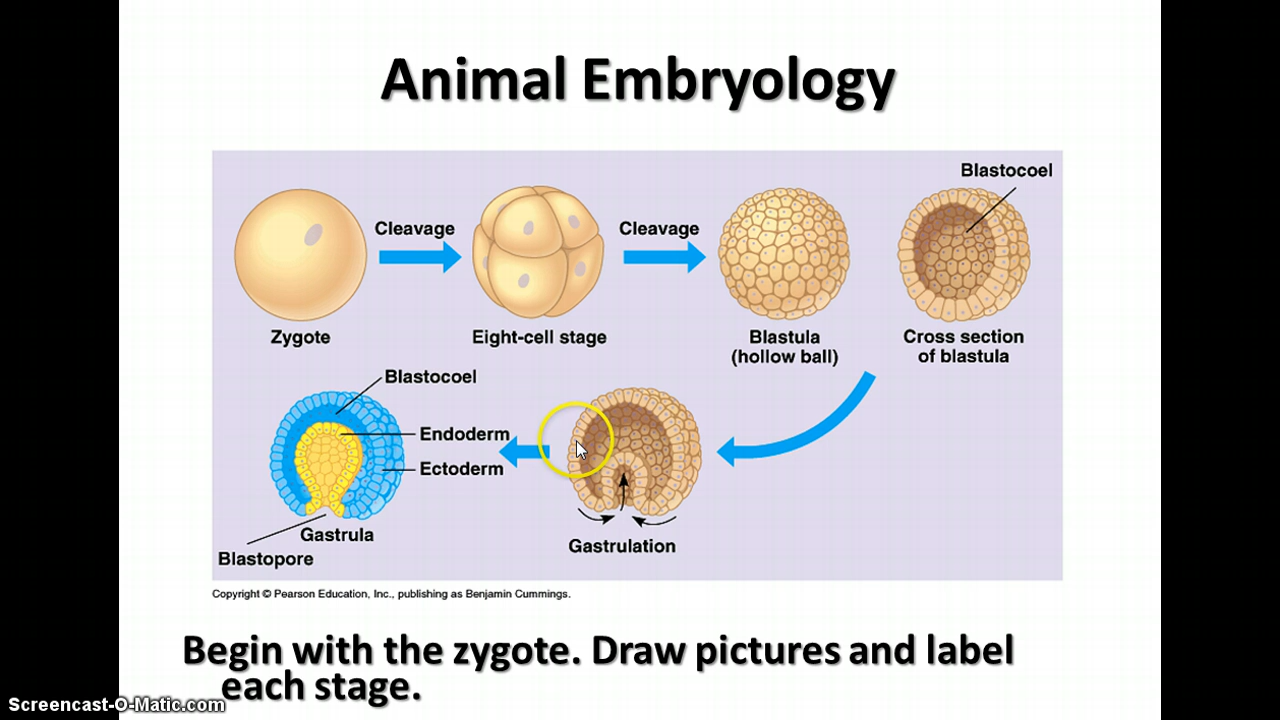 Animal Embryology
Blastocoel
Cleavage
Cleavage
Zygote
Eight-cell stage
Blastula
(hollow ball)
Cross section
of blastula
Blastocoel
Endoderm
Ectoderm
Gastrula
Blastopore
Gastrulation
Copyright © Pearson Education, Inc., publishing as Benjamin Cummings.
Begin with the zygote. Draw pictures and label
each stage.
Screencast-O-Matic.com